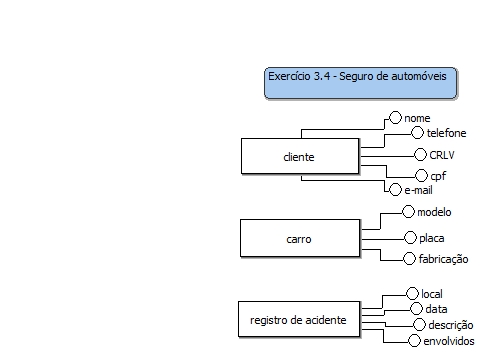 Exercício 3.4 - Seguro de automóveis
nome
telefone
cliente
CRLV
cpf
e-mail
modelo
carro
placa
fabricação
local
data
registro de acidente
descrição
envolvidos